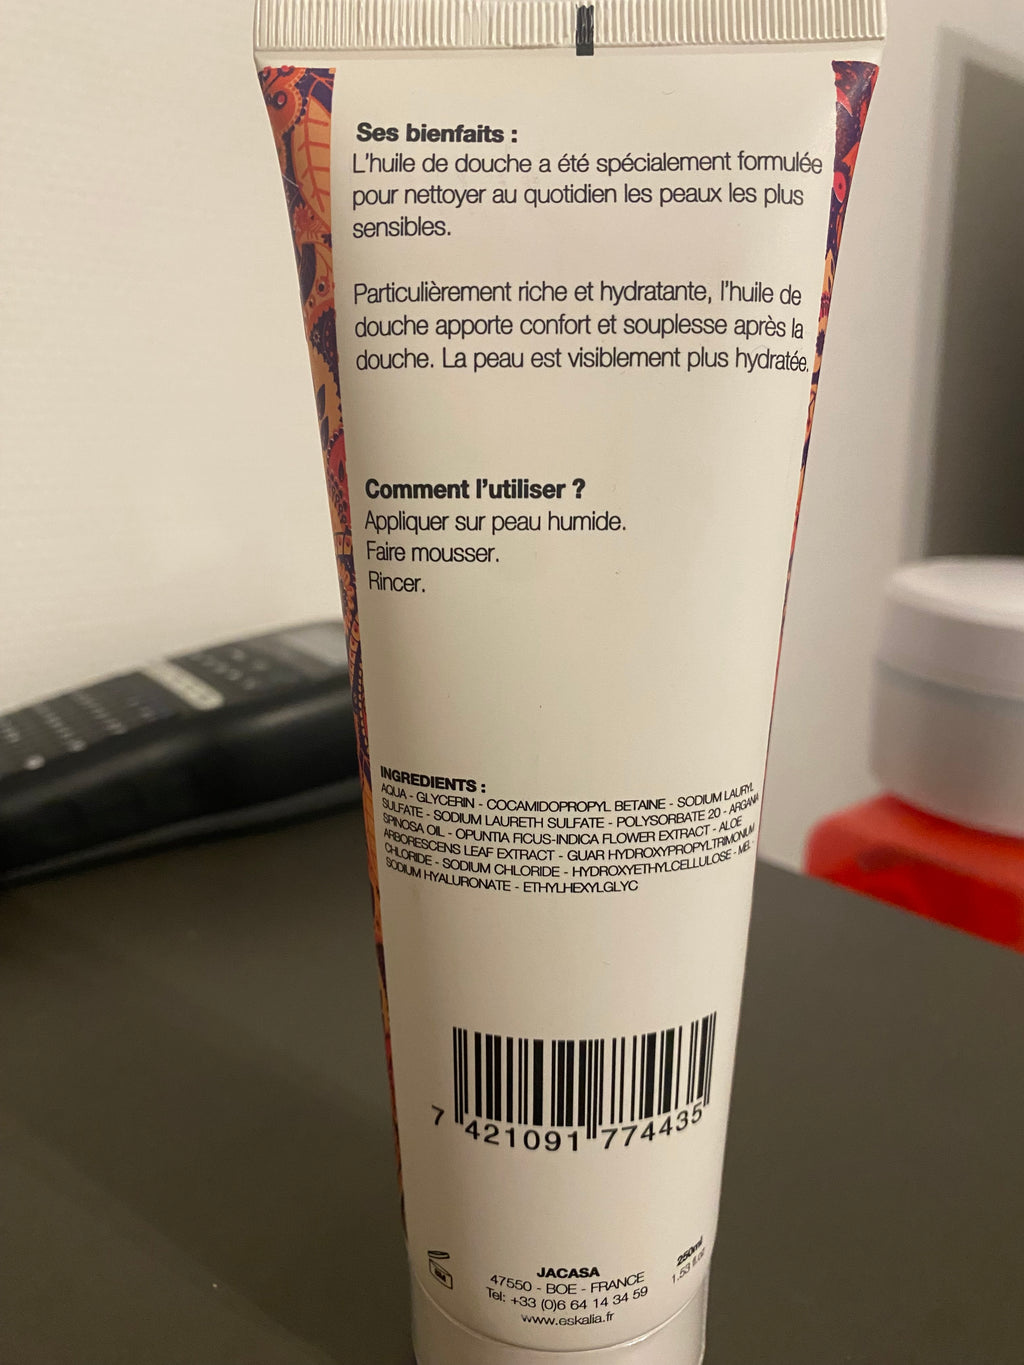 Ses bienfaits :
L'huile de douche a été spécialement formulée
pour nettoyer au quotidien les peaux les plus
sensibles.
Particulièrement riche et hydratante, l'huile de
douche apporte confort et souplesse après la
douche. La peau est visiblement plus hydratée.
Comment l'utiliser ?
Appliquer sur peau humide.
Faire mousser.
Rincer.
INGREDIENTS :
AQUA - GLYCERIN - COCAMIDOPROPYL BETAINE - SODIUM LAURYL
SULFATE - SODIUM LAURETH SULFATE - POLYSORBATE 20 - ARGANIA
SPINOSA OIL - OPUNTIA FICUS-INDICA FLOWER EXTRACT - ALOE
ARBORESCENS LEAF EXTRACT - GUAR HYDROXYPROPYLTRIMONIUM
CHLORIDE - SODIUM CHLORIDE - HYDROXYETHYLCELLULOSE - MEL -
SODIUM HYALURONATE - ETHYLHEXYLGLYC
7 421091 774435
250ml
1.53 fl.oz
JACASA
47550 - BOE - FRANCE
Tel: +33 (0)6 64 14 34 59
www.eskalia.fr